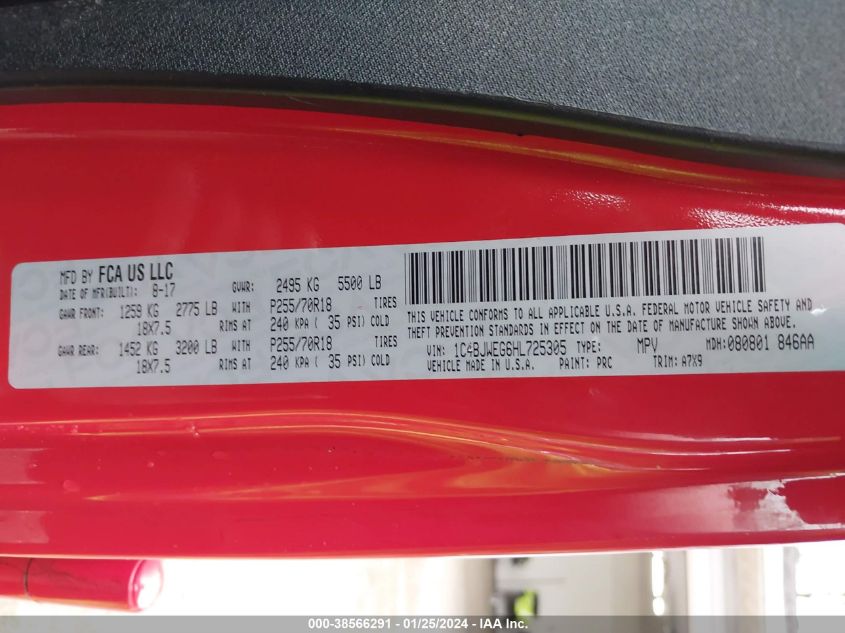 MFD BY FCA US LLC
DATE OF MFR(BUILT): 8-17 GVWR: 2495 KG 5500 LB
GAWR FRONT: 1259 KG 2775 LB WITH P255/70R18 TIRES
18X7.5 RIMS AT 240 KPA ( 35 PSI) COLD
GAWR REAR: 1452 KG 3200 LB WITH P255/70R18 TIRES
18X7.5 RIMS AT 240 KPA ( 35 PSI) COLD
THIS VEHICLE CONFORMS TO ALL APPLICABLE U.S.A. FEDERAL MOTOR VEHICLE SAFETY AND
THEFT PREVENTION STANDARDS IN EFFECT ON THE DATE OF MANUFACTURE SHOWN ABOVE.
VIN: 1C4BJWEG6HL725305 TYPE: MPV MDH:080801 846AA
VEHICLE MADE IN U.S.A. PAINT: PRC TRIM: A7X9
000-38566291 - 01/25/2024 - IAA Inc.